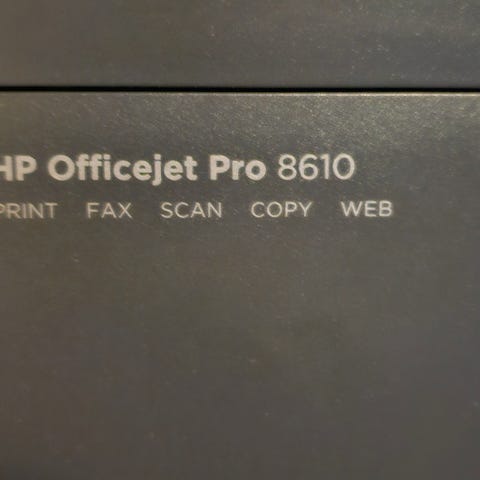 HP Officejet Pro 8610
PRINT FAX SCAN COPY WEB